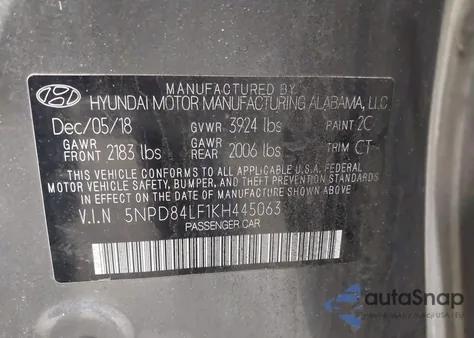 MANUFACTURED BY
HYUNDAI MOTOR MANUFACTURING ALABAMA, LLC
Dec/05/18 GVWR 3924 lbs PAINT 2C
GAWR FRONT 2183 lbs GAWR REAR 2006 lbs TRIM CT
THIS VEHICLE CONFORMS TO ALL APPLICABLE U.S.A FEDERAL
MOTOR VEHICLE SAFETY, BUMPER, AND THEFT PREVENTION STANDARDS
IN EFFECT ON THE DATE OF MANUFACTURE SHOWN ABOVE.
V.I.N 5NPD84LF1KH445063
PASSENGER CAR
autoSnap